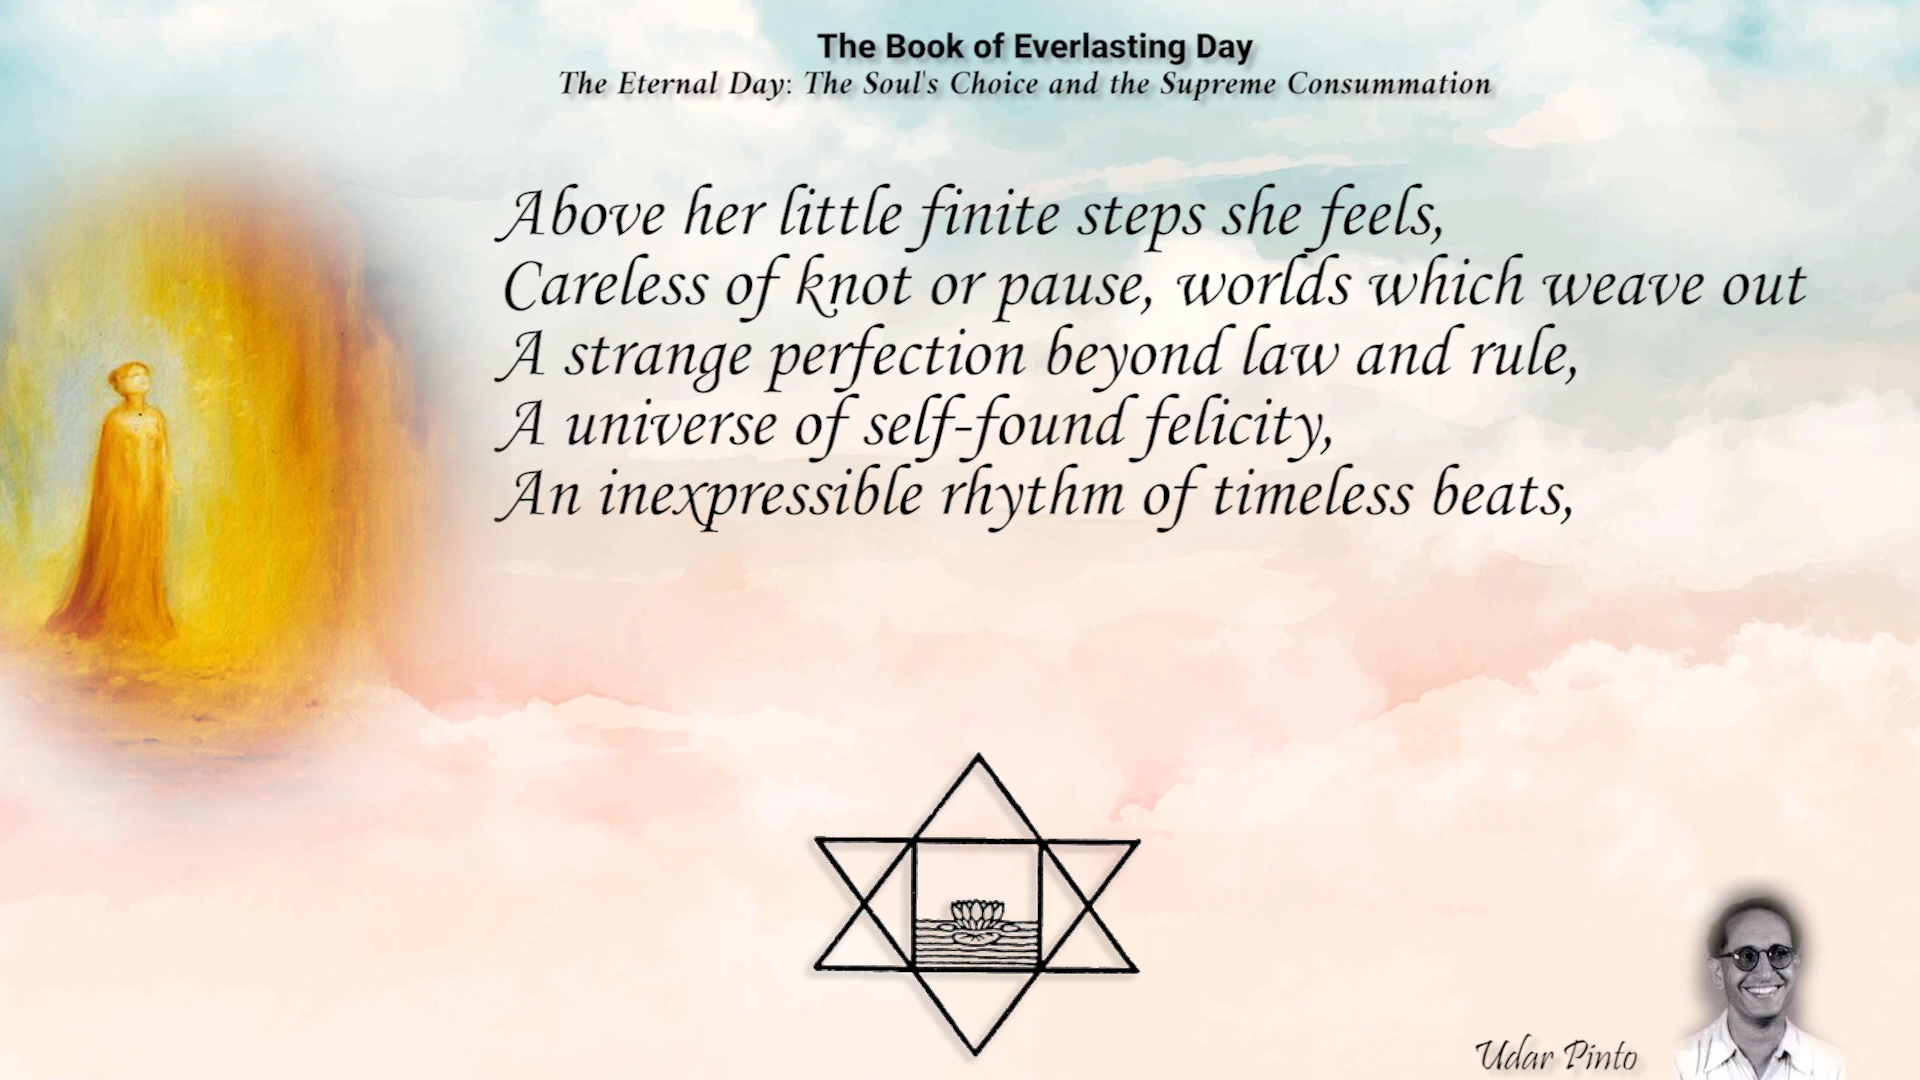 The Book of Everlasting Day
The Eternal Day: The Soul's Choice and the Supreme Consummation
Above her little finite steps she feels,
Careless of knot or pause, worlds which weave out
A strange perfection beyond law and rule,
A universe of self-found felicity,
An inexpressible rhythm of timeless beats,
Udar Pinto